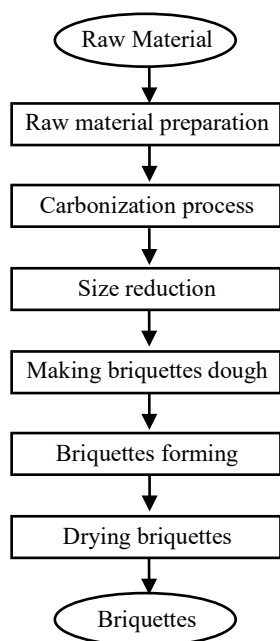 Raw Material
Raw material preparation
Carbonization process
Size reduction
Making briquettes dough
Briquettes forming
Drying briquettes
Briquettes